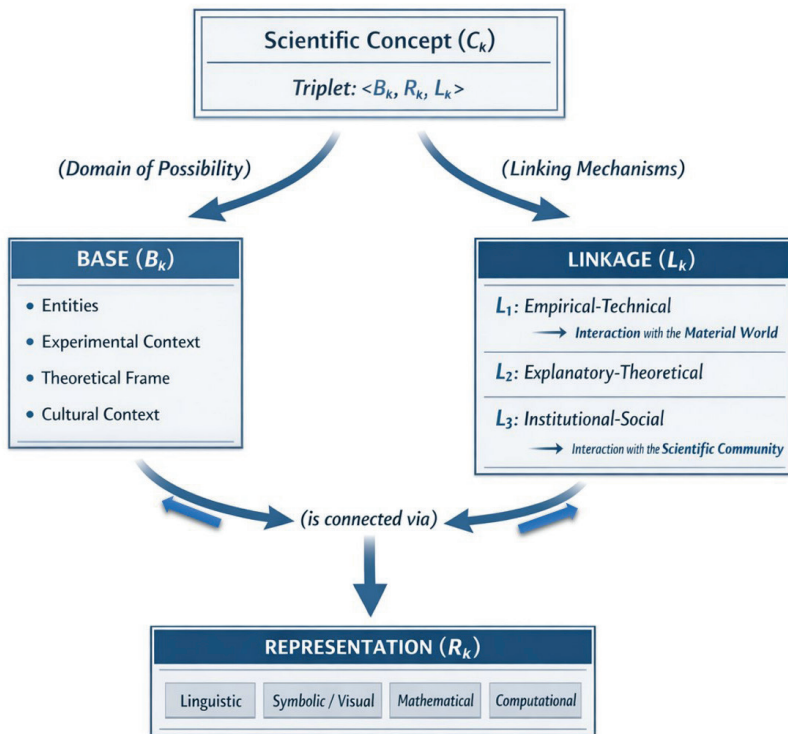 Scientific Concept (Cₖ)
Triplet: <Bₖ, Rₖ, Lₖ>
(Domain of Possibility)
(Linking Mechanisms)
BASE (Bₖ)
• Entities
• Experimental Context
• Theoretical Frame
• Cultural Context
LINKAGE (Lₖ)
L₁: Empirical-Technical
→ Interaction with the Material World
L₂: Explanatory-Theoretical
L₃: Institutional-Social
→ Interaction with the Scientific Community
(is connected via)
REPRESENTATION (Rₖ)
Linguistic Symbolic / Visual Mathematical Computational